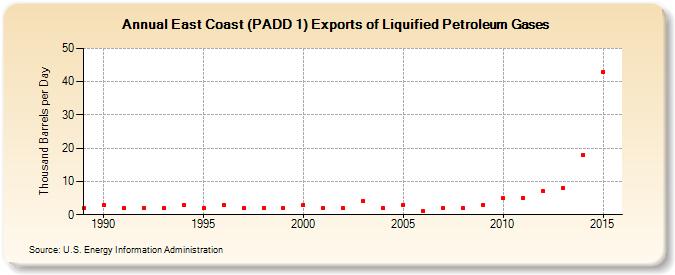 Annual East Coast (PADD 1) Exports of Liquified Petroleum Gases
Thousand Barrels per Day
50
40
30
20
10
0
1990 1995 2000 2005 2010 2015
Source: U.S. Energy Information Administration